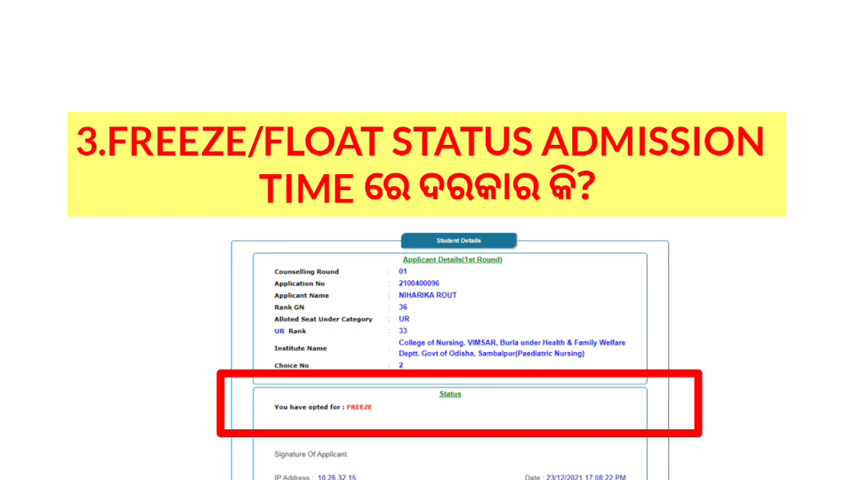 3.FREEZE/FLOAT STATUS ADMISSION
TIME ରେ ଦରକାର କି?
Student Details
Applicant Details(1st Round)
Counselling Round : 01
Application No : 2100400096
Applicant Name : NIHARIKA ROUT
Rank GN : 36
Alloted Seat Under Category : UR
UR Rank : 33
Institute Name : College of Nursing, VIMSAR, Burla under Health & Family Welfare
Deptt. Govt of Odisha, Sambalpur(Paediatric Nursing)
Choice No : 2
Status
You have opted for : FREEZE
Signature Of Applicant
IP Address : 10.26.32.15 Date : 23/12/2021 17:08:22 PM